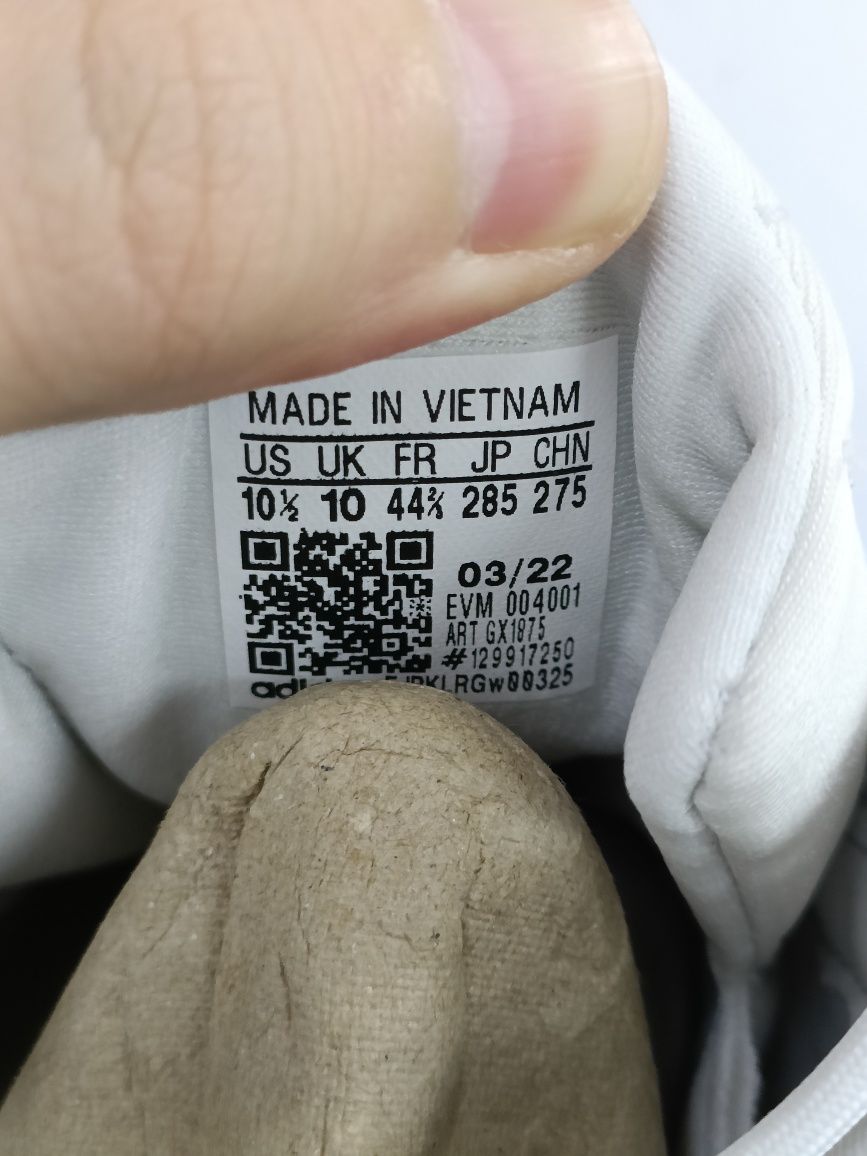 MADE IN VIETNAM
US UK FR JP CHN
10½ 10 44⅔ 285 275
03/22
EVM 004001
ART GX1875
#129917250